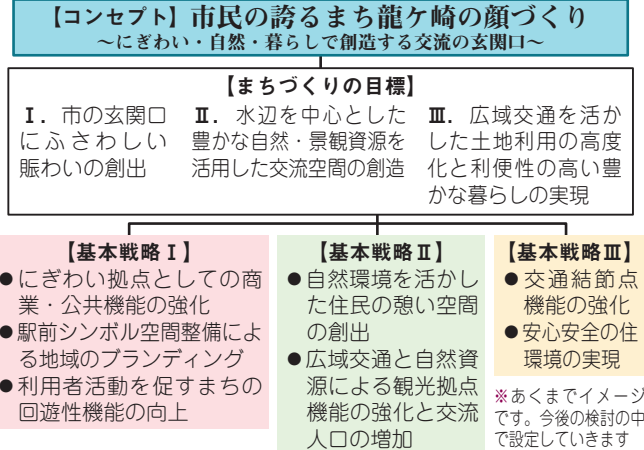 【コンセプト】市民の誇るまち龍ケ崎の顔づくり
～にぎわい・自然・暮らしで創造する交流の玄関口～
【まちづくりの目標】
Ⅰ．市の玄関口
にふさわしい
賑わいの創出
Ⅱ．水辺を中心とした
豊かな自然・景観資源を
活用した交流空間の創造
Ⅲ．広域交通を活か
した土地利用の高度
化と利便性の高い豊
かな暮らしの実現
【基本戦略Ⅰ】
●にぎわい拠点としての商
業・公共機能の強化
●駅前シンボル空間整備によ
る地域のブランディング
●利用者活動を促すまちの
回遊性機能の向上
【基本戦略Ⅱ】
●自然環境を活かし
た住民の憩い空間
の創出
●広域交通と自然資
源による観光拠点
機能の強化と交流
人口の増加
【基本戦略Ⅲ】
●交通結節点
機能の強化
●安心安全の住
環境の実現
※あくまでイメージ
です。今後の検討の中
で設定していきます